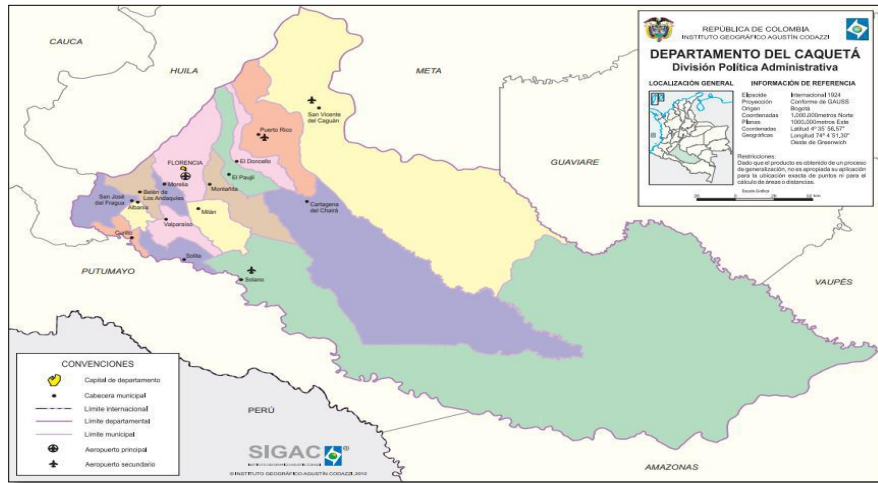 REPÚBLICA DE COLOMBIA
INSTITUTO GEOGRÁFICO AGUSTÍN CODAZZI
DEPARTAMENTO DEL CAQUETÁ
División Política Administrativa
LOCALIZACIÓN GENERAL
INFORMACIÓN DE REFERENCIA
Elipsoide Internacional 1924
Proyección Conforme de GAUSS
Origen Bogotá
Coordenadas 1,000,000metros Norte
Planas 1000,000metros Este
Coordenadas Latitud 4º 35' 56,57"
Geográficas Longitud 74º 4' 51,30"
Oeste de Greenwich
Restricciones:
Dado que el producto es obtenido de un proceso
de generalización, no es apropiada su aplicación
para la ubicación exacta de puntos ni para el
cálculo de áreas o distancias.
Escala Gráfica
CAUCA
HUILA
META
GUAVIARE
VAUPÉS
AMAZONAS
PERÚ
PUTUMAYO
San Vicente
del Caguán
Puerto Rico
El Doncello
El Paujil
FLORENCIA
Morelia
Montañita
Belén de
Los Andaquíes
San José
del Fragua
Albania
Milán
Valparaíso
Cartagena
del Chairá
Curillo
Solita
Solano
CONVENCIONES
Capital de departamento
Cabecera municipal
Límite internacional
Límite departamental
Límite municipal
Aeropuerto principal
Aeropuerto secundario
SIGAC
© INSTITUTO GEOGRÁFICO AGUSTÍN CODAZZI, 2012